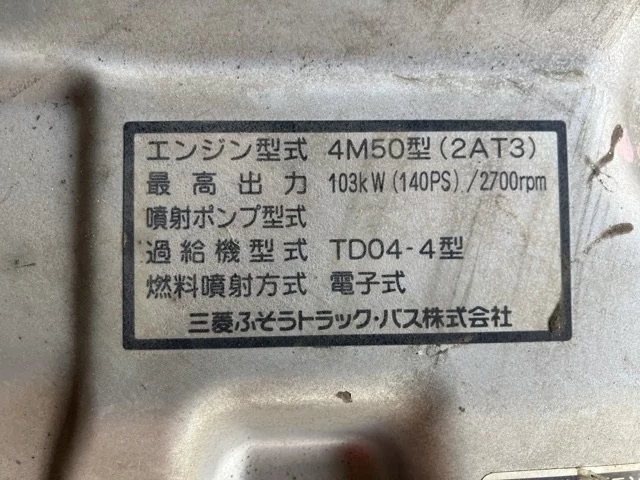 エンジン型式 4M50型(2AT3)
最高出力 103kW(140PS)/2700rpm
噴射ポンプ型式
過給機型式 TD04-4型
燃料噴射方式 電子式
三菱ふそうトラック・バス株式会社